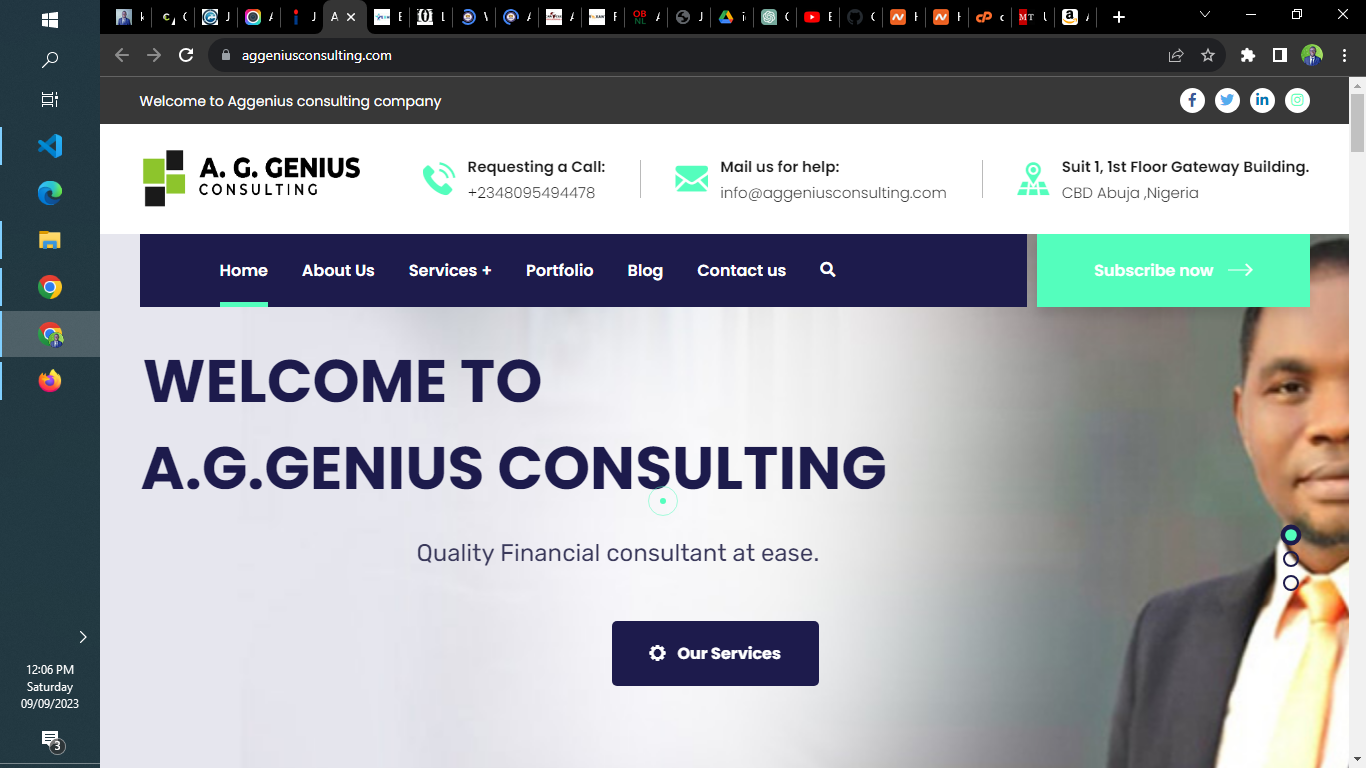 aggeniusconsulting.com
Welcome to Aggenius consulting company
A. G. GENIUS
CONSULTING
Requesting a Call:
+2348095494478
Mail us for help:
info@aggeniusconsulting.com
Suit 1, 1st Floor Gateway Building.
CBD Abuja ,Nigeria
Home About Us Services + Portfolio Blog Contact us
Subscribe now
WELCOME TO
A.G.GENIUS CONSULTING
Quality Financial consultant at ease.
Our Services
12:06 PM
Saturday
09/09/2023
3